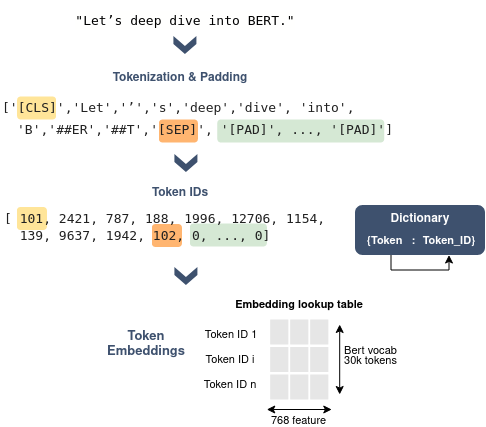 "Let’s deep dive into BERT."
Tokenization & Padding
['[CLS]','Let','’','s','deep','dive', 'into',
'B','##ER','##T','[SEP]', '[PAD]', ..., '[PAD]']
Token IDs
[ 101, 2421, 787, 188, 1996, 12706, 1154,
139, 9637, 1942, 102, 0, ..., 0]
Dictionary
{Token : Token_ID}
Embedding lookup table
Token
Embeddings
Token ID 1
Token ID i
Token ID n
Bert vocab
30k tokens
768 feature